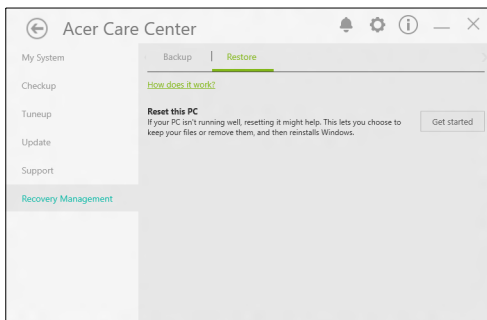 Acer Care Center
My System
Backup
Restore
Checkup
How does it work?
Tuneup
Reset this PC
If your PC isn't running well, resetting it might help. This lets you choose to
keep your files or remove them, and then reinstalls Windows.
Get started
Update
Support
Recovery Management